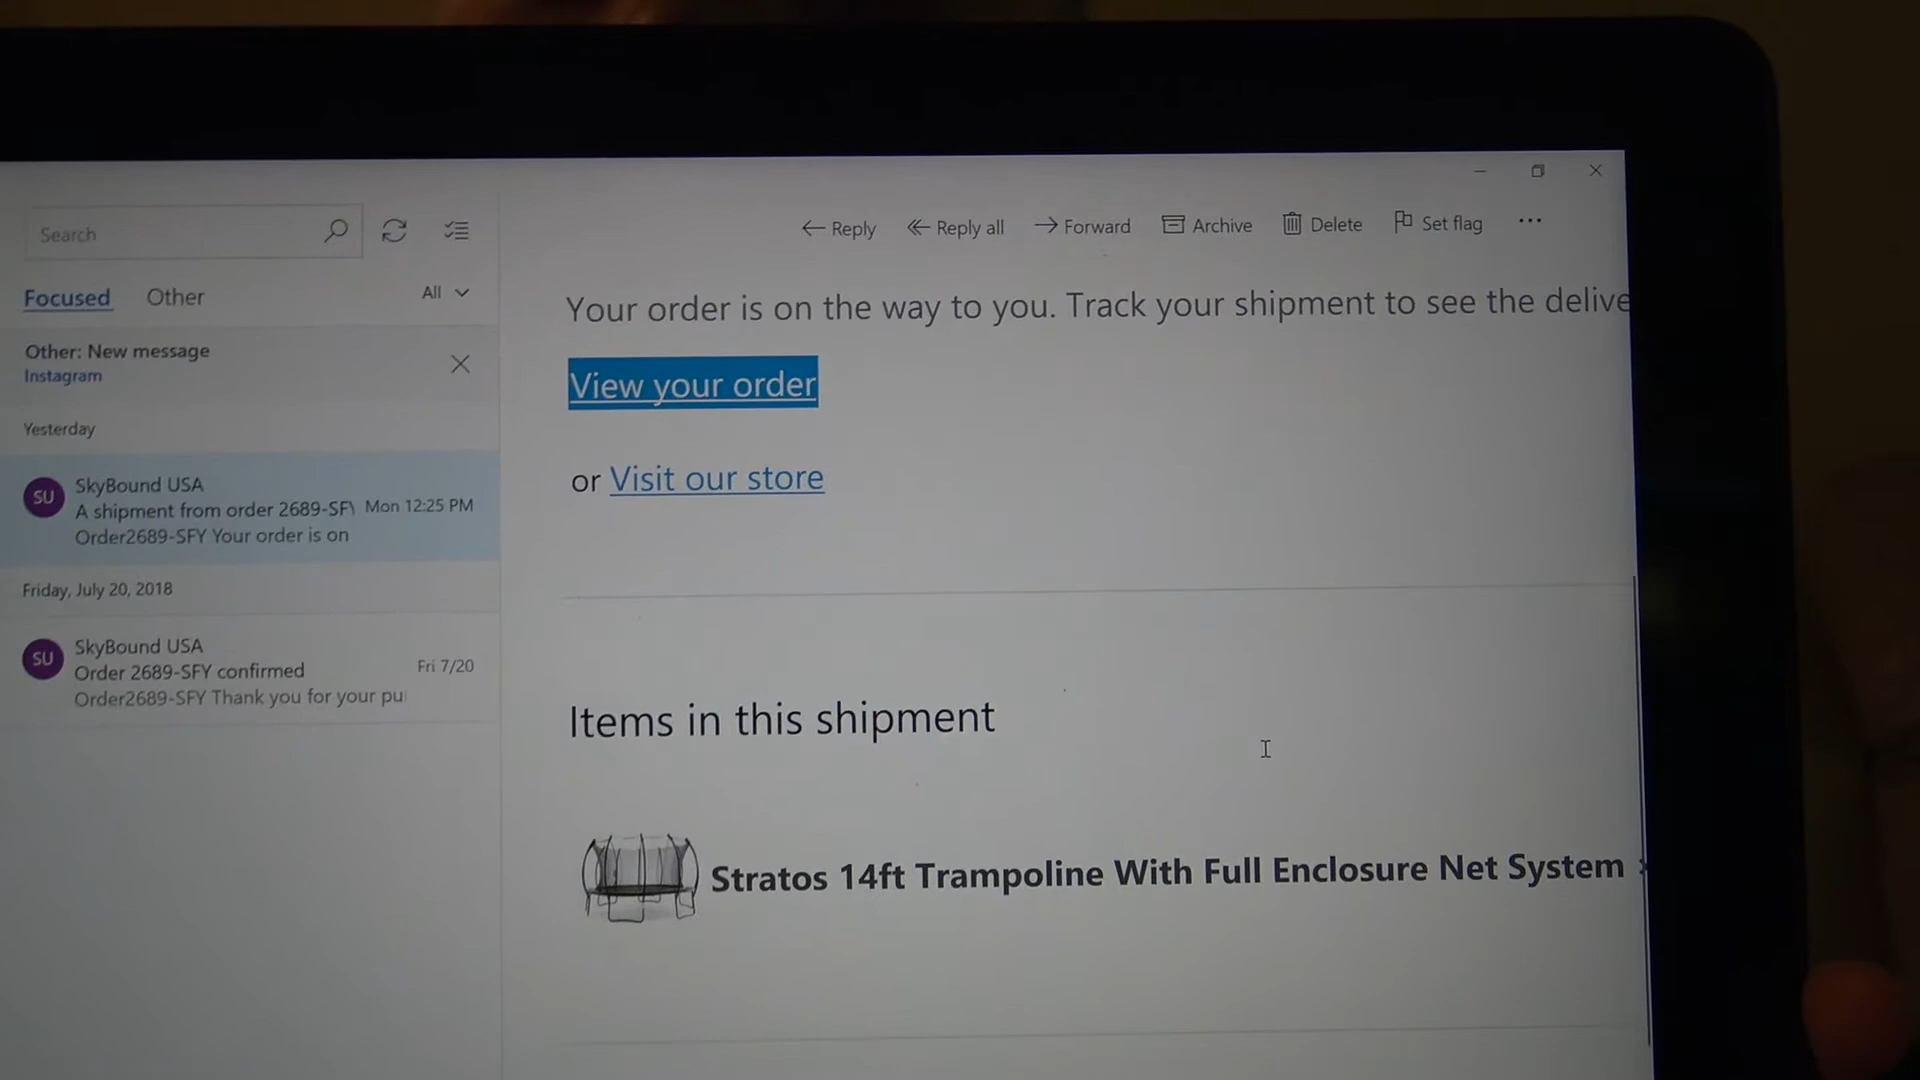 Search
Focused
Other
All
Other: New message
Instagram
Yesterday
SU
SkyBound USA
A shipment from order 2689-SF
Mon 12:25 PM
Order2689-SFY Your order is on
Friday, July 20, 2018
SU
SkyBound USA
Order 2689-SFY confirmed
Fri 7/20
Order2689-SFY Thank you for your pu
Reply
Reply all
Forward
Archive
Delete
Set flag
Your order is on the way to you. Track your shipment to see the delive
View your order
or Visit our store
Items in this shipment
Stratos 14ft Trampoline With Full Enclosure Net System